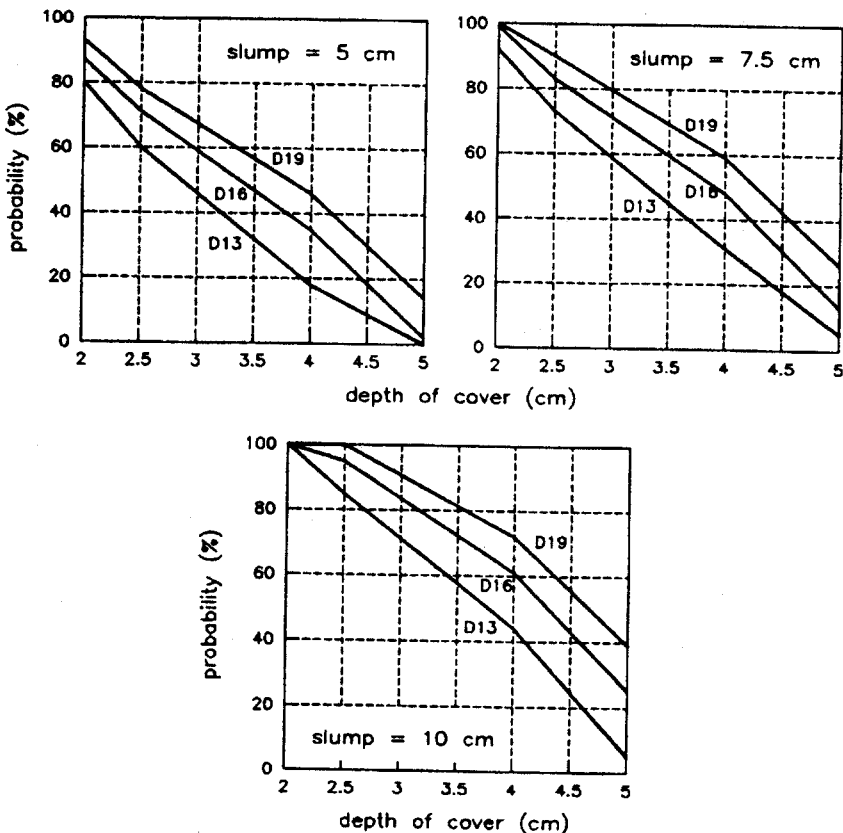 slump = 5 cm
probability (%)
100
80
60
40
20
0
D19
D16
D13
2 2.5 3 3.5 4 4.5 5
slump = 7.5 cm
100
80
60
40
20
0
D19
D16
D13
2 2.5 3 3.5 4 4.5 5
depth of cover (cm)
probability (%)
100
80
60
40
20
0
D19
D16
D13
slump = 10 cm
2 2.5 3 3.5 4 4.5 5
depth of cover (cm)